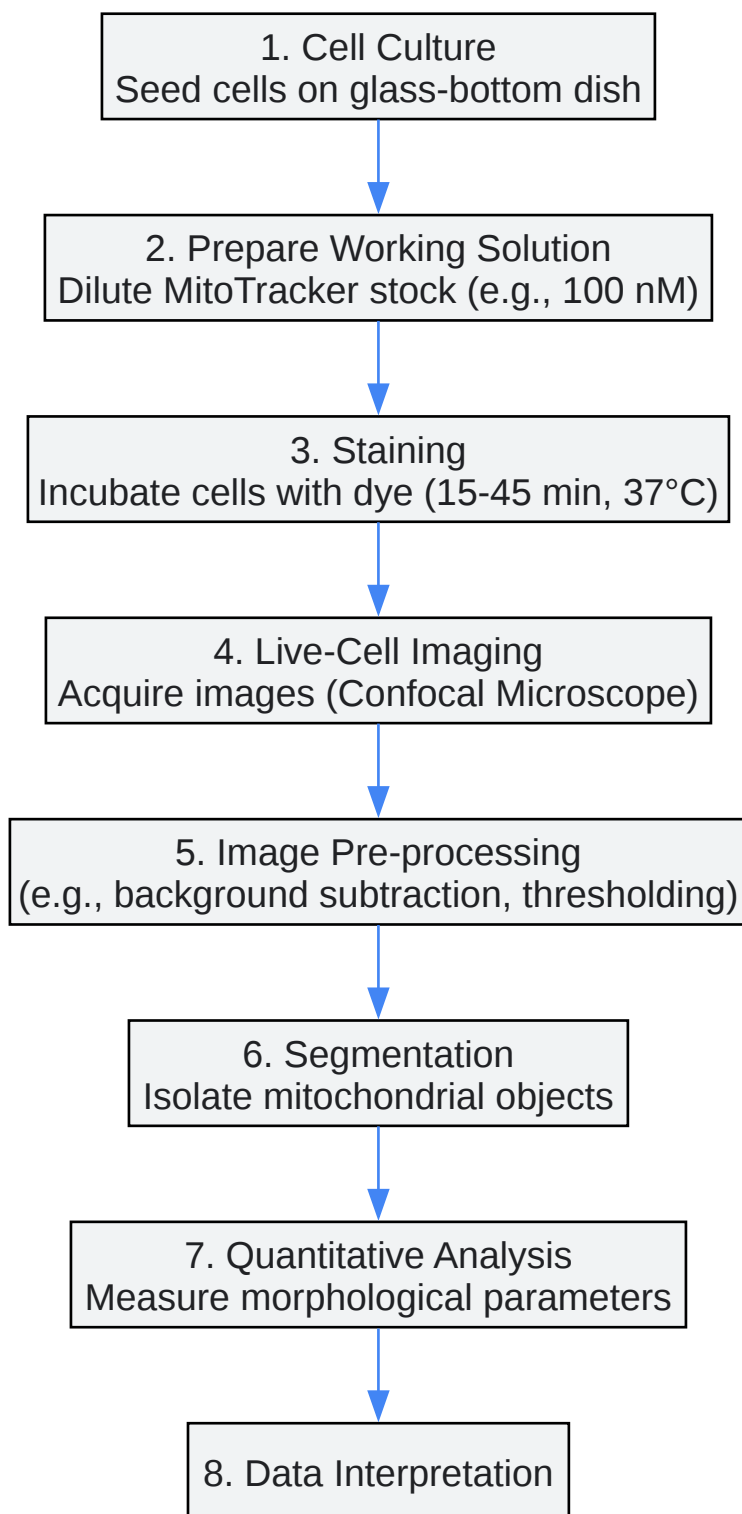 1. Cell Culture
Seed cells on glass-bottom dish
2. Prepare Working Solution
Dilute MitoTracker stock (e.g., 100 nM)
3. Staining
Incubate cells with dye (15-45 min, 37°C)
4. Live-Cell Imaging
Acquire images (Confocal Microscope)
5. Image Pre-processing
(e.g., background subtraction, thresholding)
6. Segmentation
Isolate mitochondrial objects
7. Quantitative Analysis
Measure morphological parameters
8. Data Interpretation